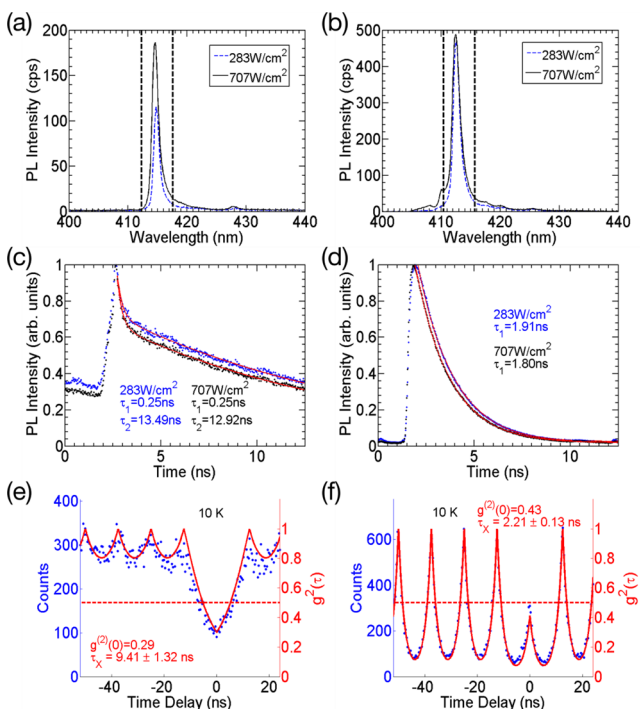 (a)
200
150
100
50
0
PL Intensity (cps)
283W/cm2
707W/cm2
400 410 420 430 440
Wavelength (nm)
(b)
500
400
300
200
100
0
PL Intensity (cps)
283W/cm2
707W/cm2
400 410 420 430 440
Wavelength (nm)
(c)
1
0.8
0.6
0.4
0.2
0
PL Intensity (arb. units)
283W/cm2 707W/cm2
τ1=0.25ns τ1=0.25ns
τ2=13.49ns τ2=12.92ns
0 5 10
Time (ns)
(d)
1
0.8
0.6
0.4
0.2
0
PL Intensity (arb. units)
283W/cm2
τ1=1.91ns
707W/cm2
τ1=1.80ns
0 5 10
Time (ns)
(e)
400
300
200
100
0
Counts
10 K
g(2)(0)=0.29
τX = 9.41 ± 1.32 ns
1
0.8
0.6
0.4
0.2
0
g2(τ)
-40 -20 0 20
Time Delay (ns)
(f)
600
400
200
0
Counts
10 K
g(2)(0)=0.43
τX = 2.21 ± 0.13 ns
1
0.8
0.6
0.4
0.2
0
g2(τ)
-40 -20 0 20
Time Delay (ns)